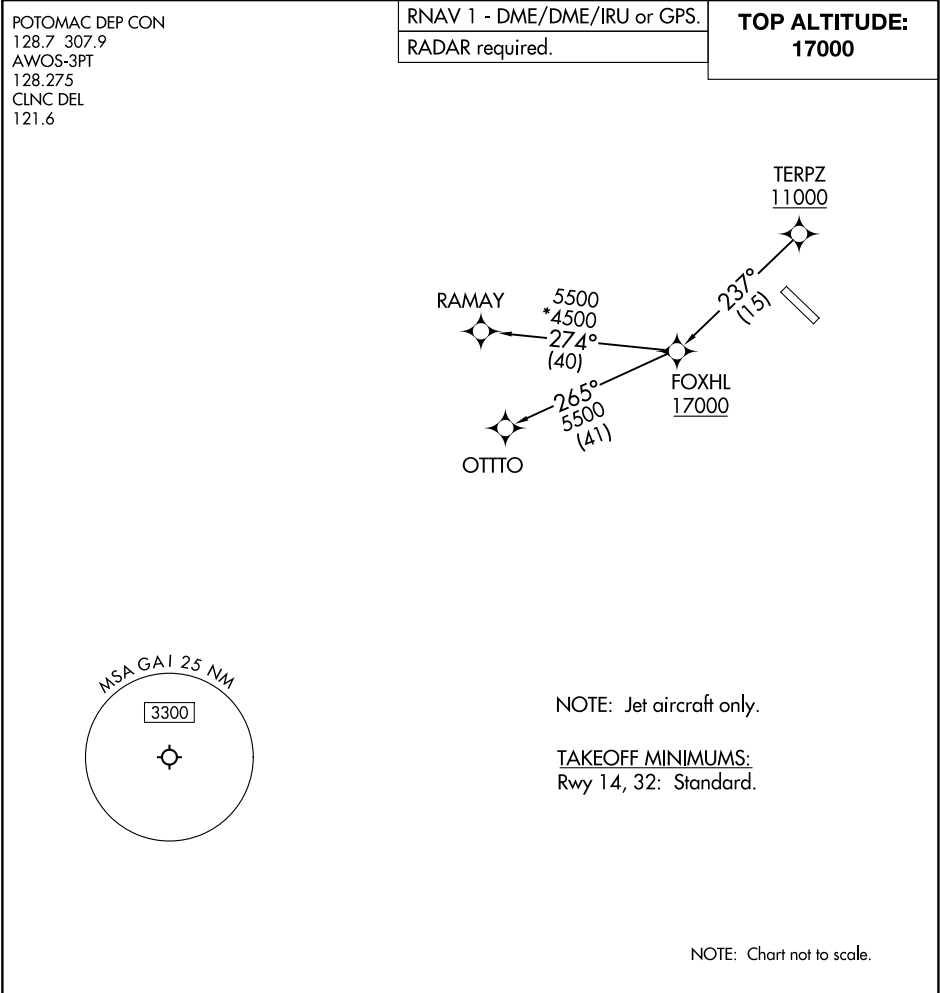 POTOMAC DEP CON
128.7 307.9
AWOS-3PT
128.275
CLNC DEL
121.6
RNAV 1 - DME/DME/IRU or GPS.
RADAR required.
TOP ALTITUDE:
17000
TERPZ
11000
237°
(15)
RAMAY
5500
*4500
274°
(40)
FOXHL
17000
265°
5500
(41)
OTTTO
MSA GAI 25 NM
3300
NOTE: Jet aircraft only.
TAKEOFF MINIMUMS:
Rwy 14, 32: Standard.
NOTE: Chart not to scale.